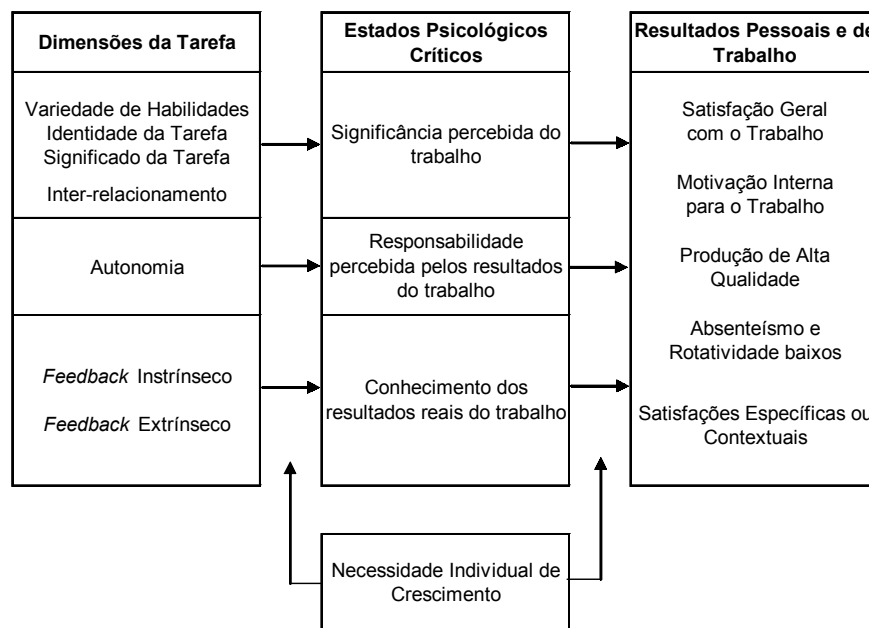 Dimensões da Tarefa
Estados Psicológicos
Críticos
Resultados Pessoais e de
Trabalho
Variedade de Habilidades
Identidade da Tarefa
Significado da Tarefa
Inter-relacionamento
Significância percebida do
trabalho
Satisfação Geral
com o Trabalho
Motivação Interna
para o Trabalho
Autonomia
Responsabilidade
percebida pelos resultados
do trabalho
Produção de Alta
Qualidade
Absenteísmo e
Rotatividade baixos
Feedback Instrínseco
Feedback Extrínseco
Conhecimento dos
resultados reais do trabalho
Satisfações Específicas ou
Contextuais
Necessidade Individual de
Crescimento